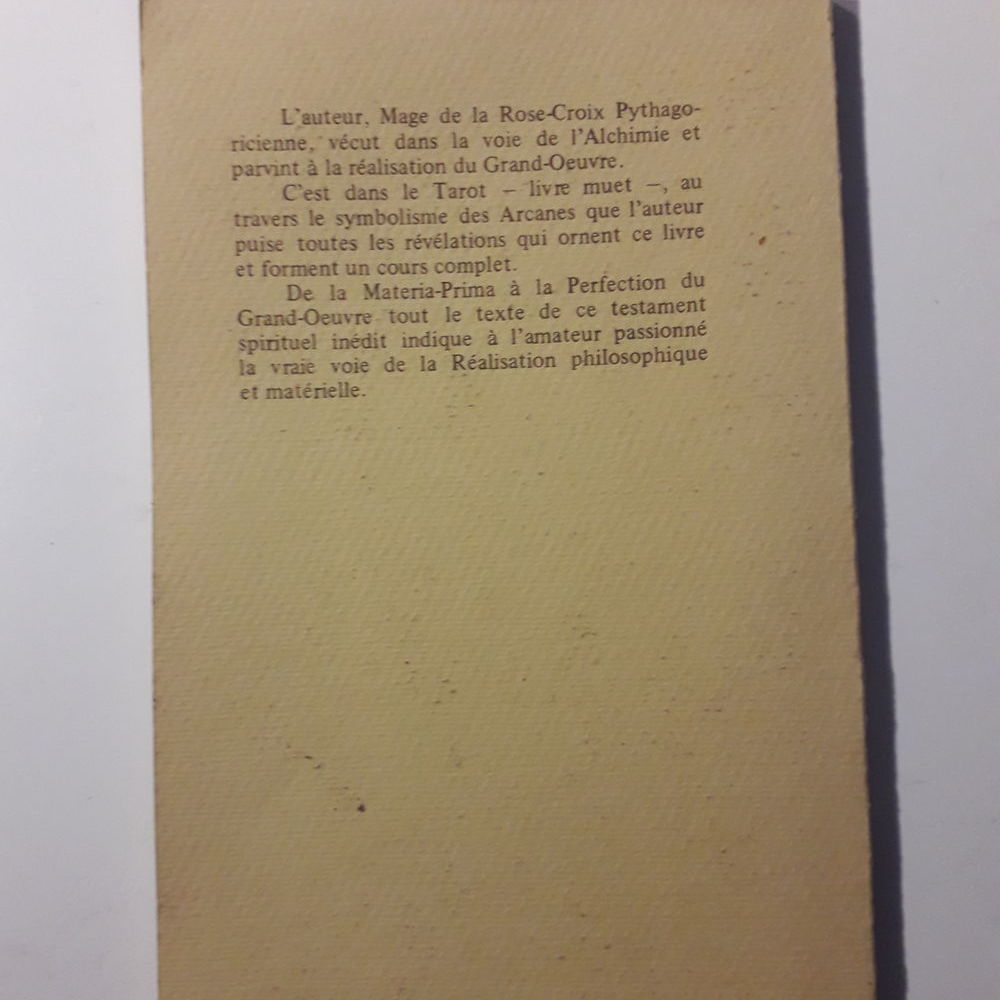 L'auteur, Mage de la Rose-Croix Pythago-
ricienne, vécut dans la voie de l'Alchimie et
parvint à la réalisation du Grand-Oeuvre.
C'est dans le Tarot – livre muet –, au
travers le symbolisme des Arcanes que l'auteur
puise toutes les révélations qui ornent ce livre
et forment un cours complet.
De la Materia-Prima à la Perfection du
Grand-Oeuvre tout le texte de ce testament
spirituel inédit indique à l'amateur passionné
la vraie voie de la Réalisation philosophique
et matérielle.